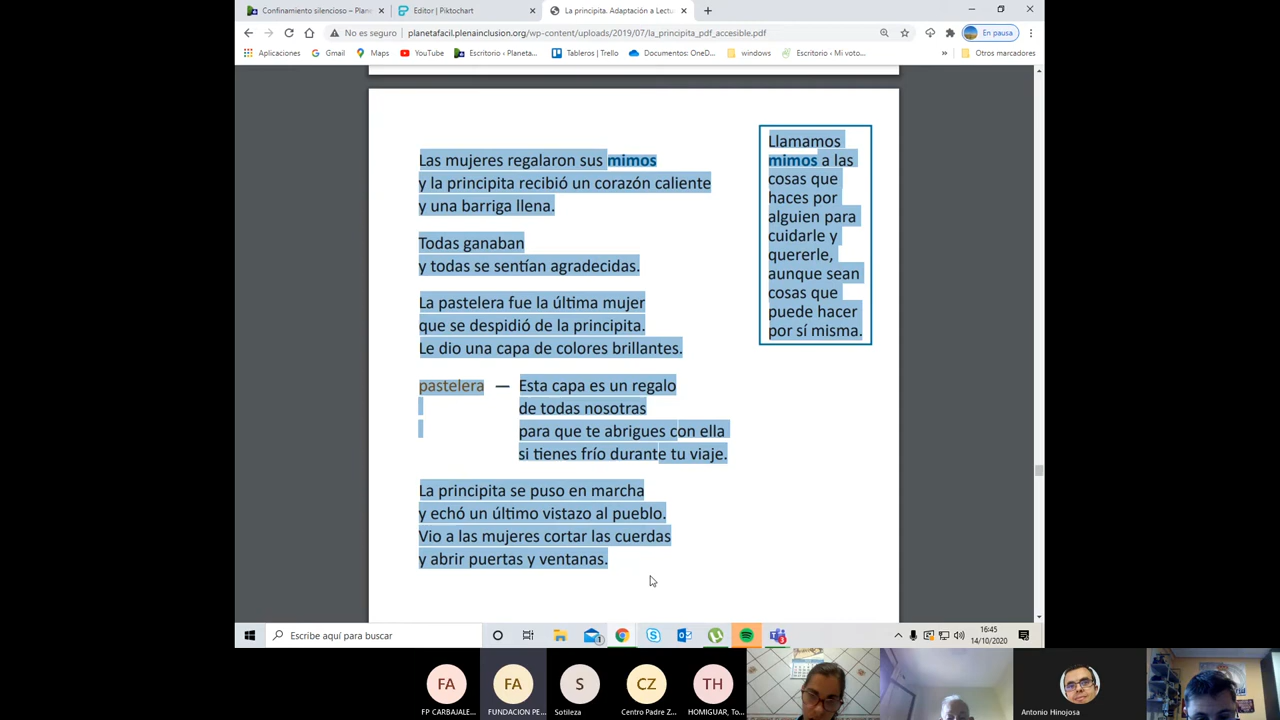 Confinamiento silencioso – Plane
Editor | Piktochart
La principita. Adaptación a Lectu
No es seguro
planetafacil.plenainclusion.org/wp-content/uploads/2019/07/la_principita_pdf_accesible.pdf
En pausa
Aplicaciones
Gmail
Maps
YouTube
Escritorio ‹ Planeta...
Tableros | Trello
Documentos: OneD...
windows
Escritorio ‹ Mi voto...
»
Otros marcadores
Las mujeres regalaron sus mimos
y la principita recibió un corazón caliente
y una barriga llena.
Todas ganaban
y todas se sentían agradecidas.
La pastelera fue la última mujer
que se despidió de la principita.
Le dio una capa de colores brillantes.
pastelera — Esta capa es un regalo
de todas nosotras
para que te abrigues con ella
si tienes frío durante tu viaje.
La principita se puso en marcha
y echó un último vistazo al pueblo.
Vio a las mujeres cortar las cuerdas
y abrir puertas y ventanas.
Llamamos
mimos a las
cosas que
haces por
alguien para
cuidarle y
quererle,
aunque sean
cosas que
puede hacer
por sí misma.
Escribe aquí para buscar
16:45
14/10/2020
FA
FP CARBAJALE...
FA
FUNDACION PE...
S
Sotileza
CZ
Centro Padre Z...
TH
HOMIGUAR, To...
Antonio Hinojosa